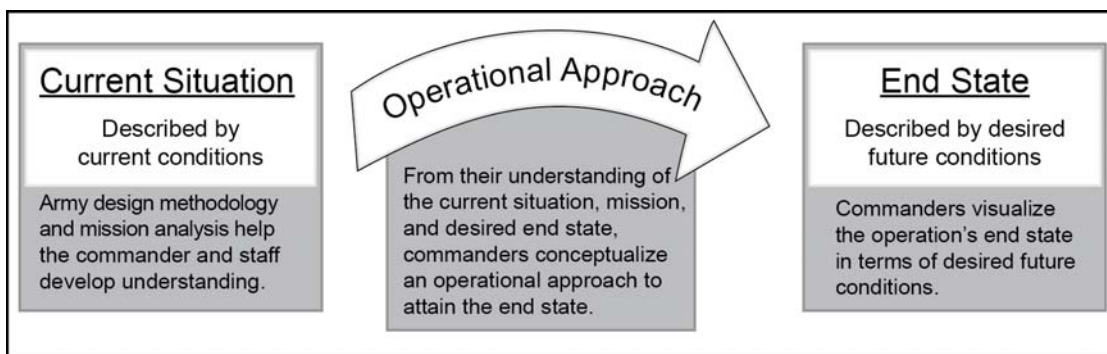 Current Situation
Described by
current conditions
Army design methodology
and mission analysis help
the commander and staff
develop understanding.
Operational Approach
From their understanding of
the current situation, mission,
and desired end state,
commanders conceptualize
an operational approach to
attain the end state.
End State
Described by desired
future conditions
Commanders visualize
the operation's end state
in terms of desired future
conditions.